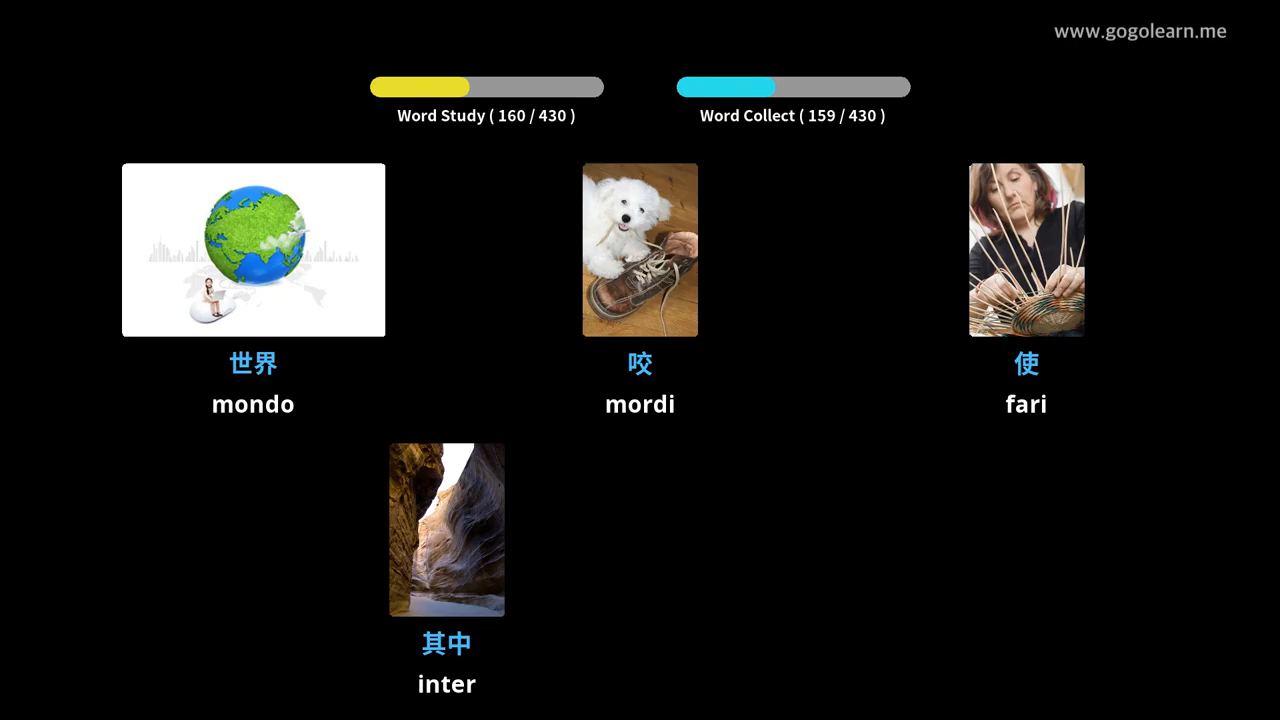 www.gogolearn.me
Word Study ( 160 / 430 )
Word Collect ( 159 / 430 )
世界
mondo
咬
mordi
使
fari
其中
inter